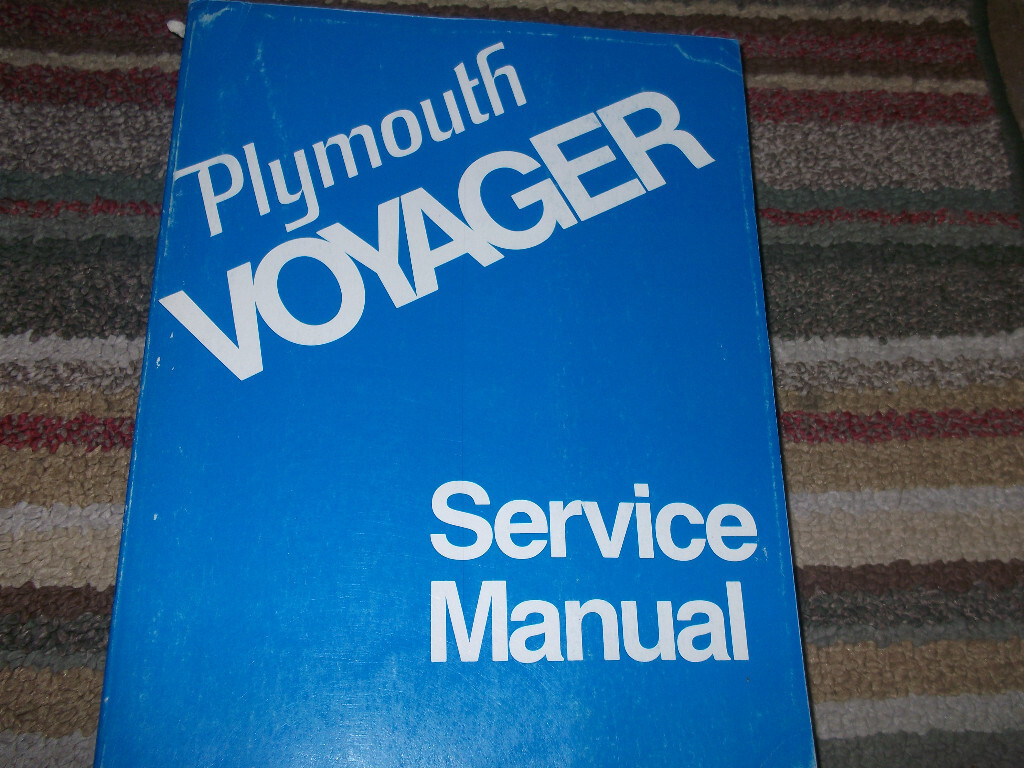 Plymouth
VOYAGER
Service
Manual